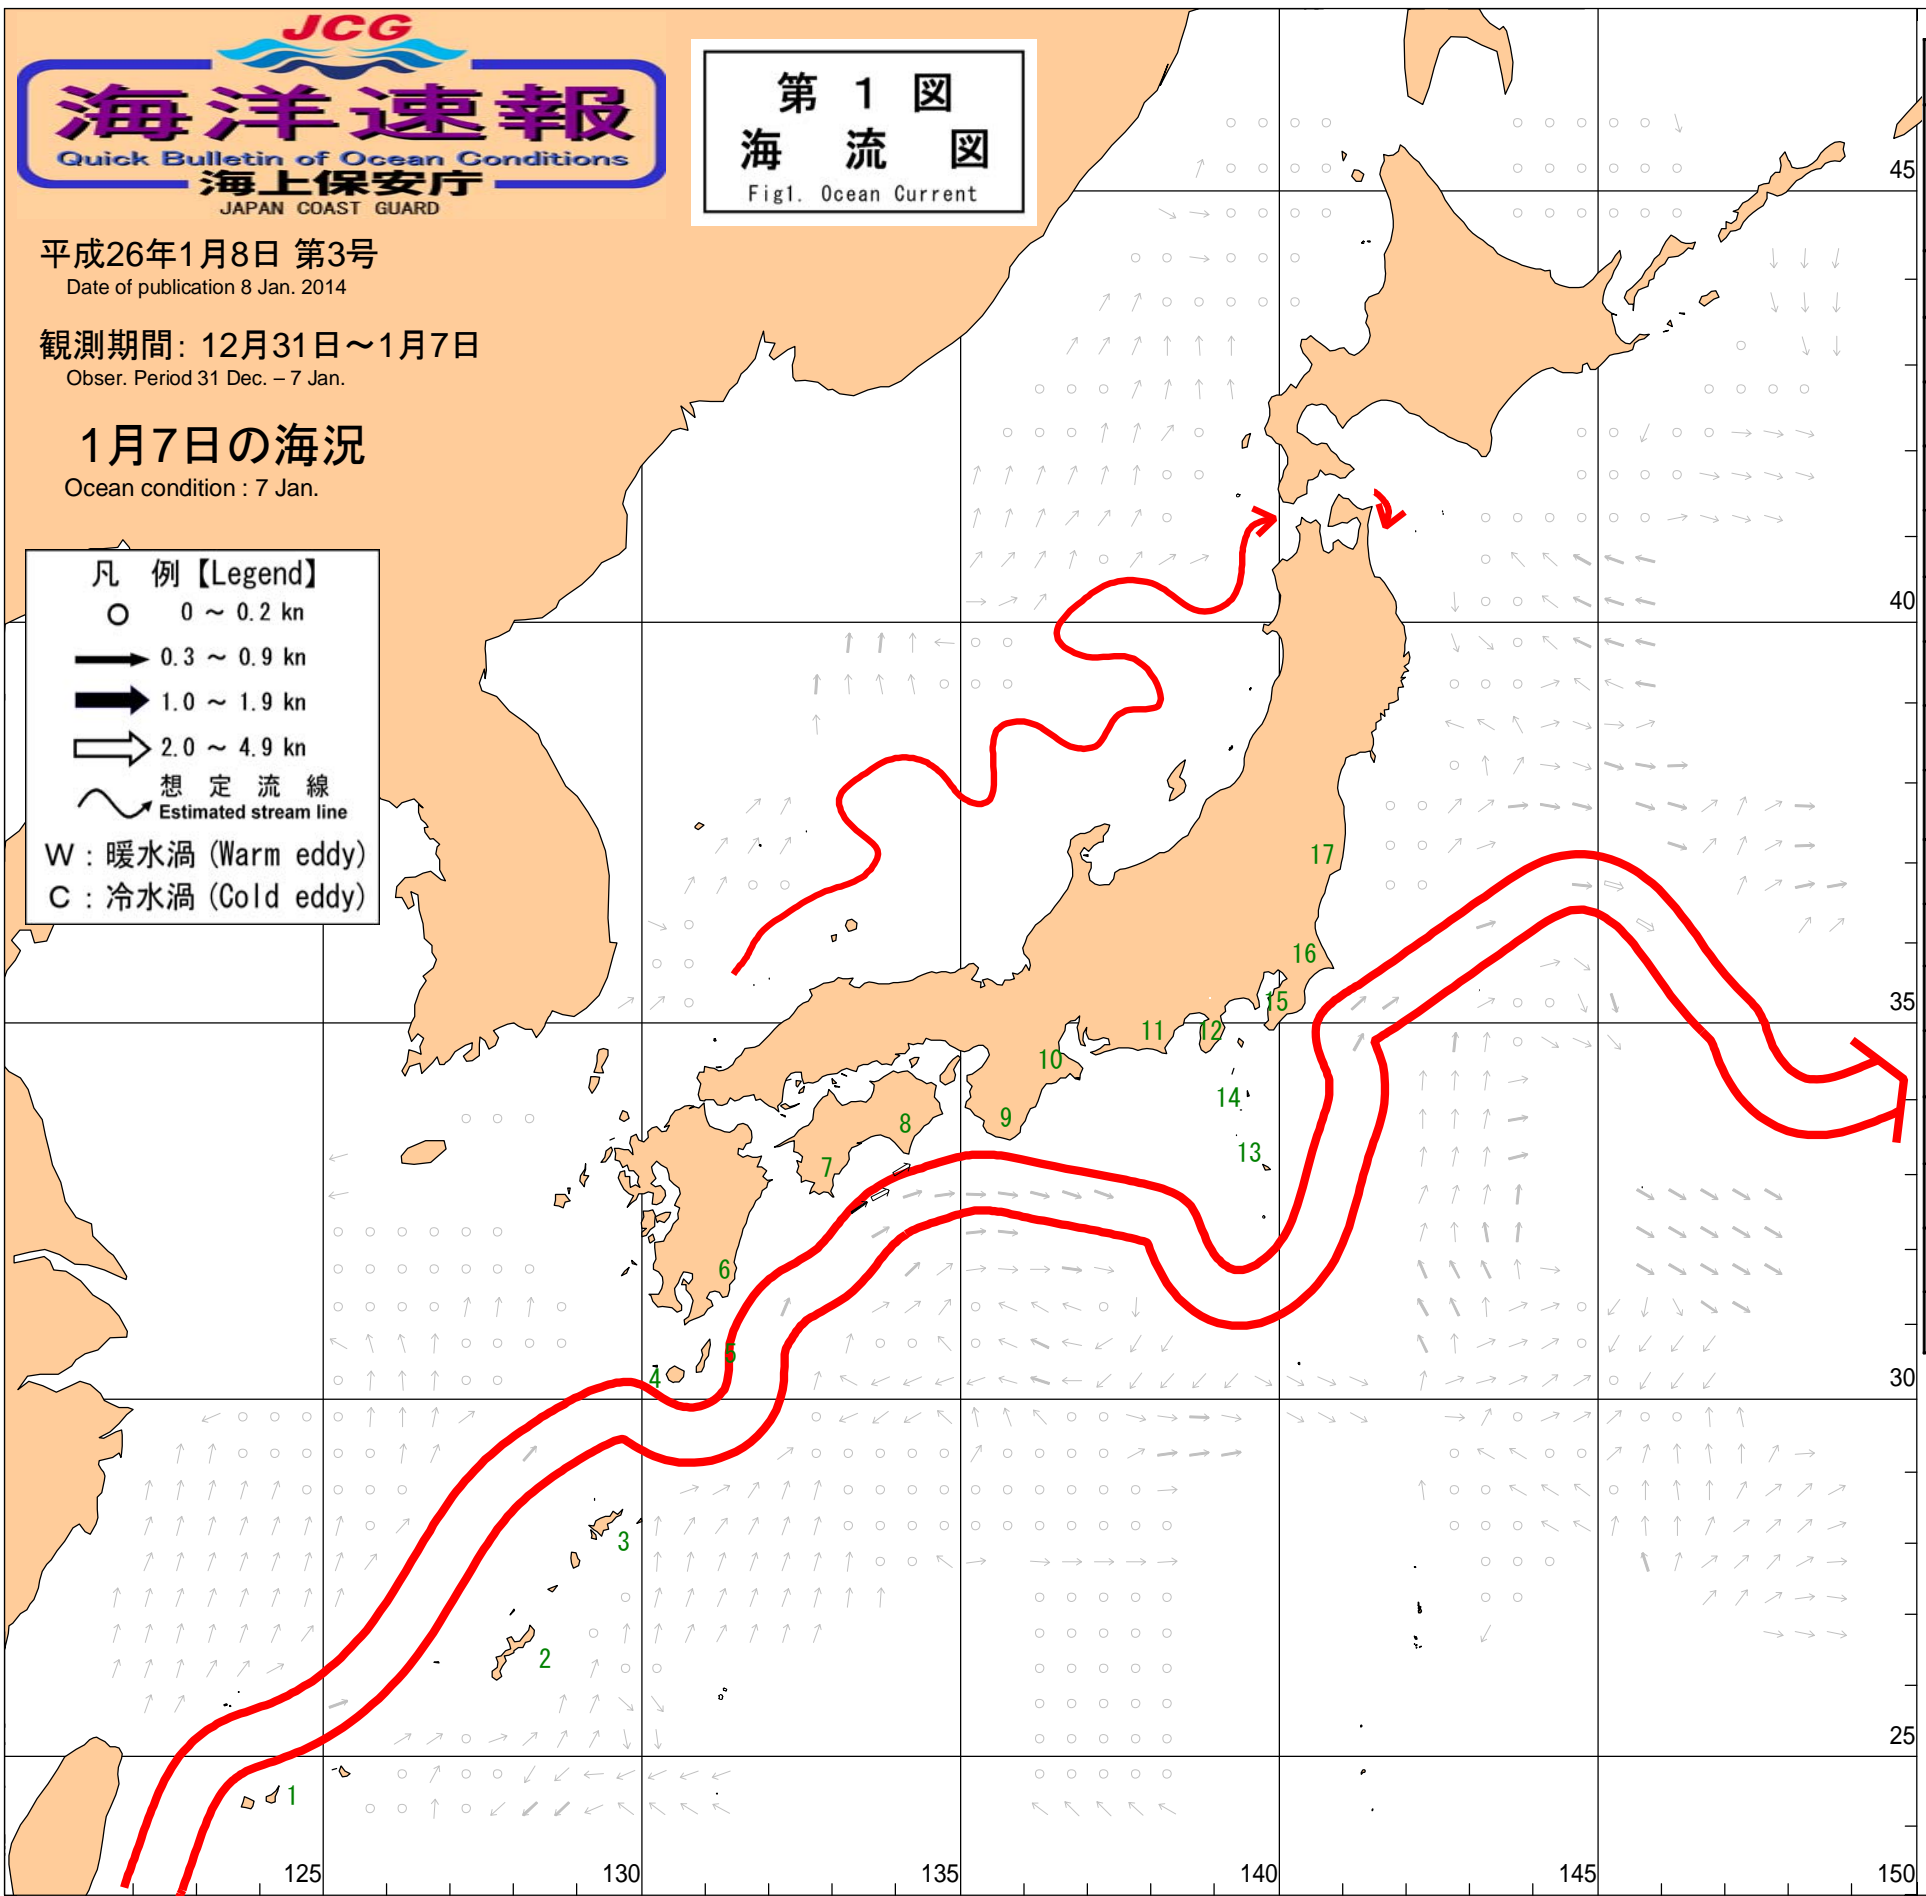 JCG
海洋速報
Quick Bulletin of Ocean Conditions
海上保安庁
JAPAN COAST GUARD
第 1 図
海 流 図
Fig1. Ocean Current
平成26年1月8日 第3号
Date of publication 8 Jan. 2014
観測期間: 12月31日～1月7日
Obser. Period 31 Dec. – 7 Jan.
1月7日の海況
Ocean condition : 7 Jan.
凡 例【Legend】
0 ～ 0.2 kn
0.3 ～ 0.9 kn
1.0 ～ 1.9 kn
2.0 ～ 4.9 kn
想 定 流 線
Estimated stream line
W : 暖水渦 (Warm eddy)
C : 冷水渦 (Cold eddy)
45
40
35
30
25
17
16
15
12
11
10
14
13
9
8
7
6
5
4
3
2
1
125
130
135
140
145
150